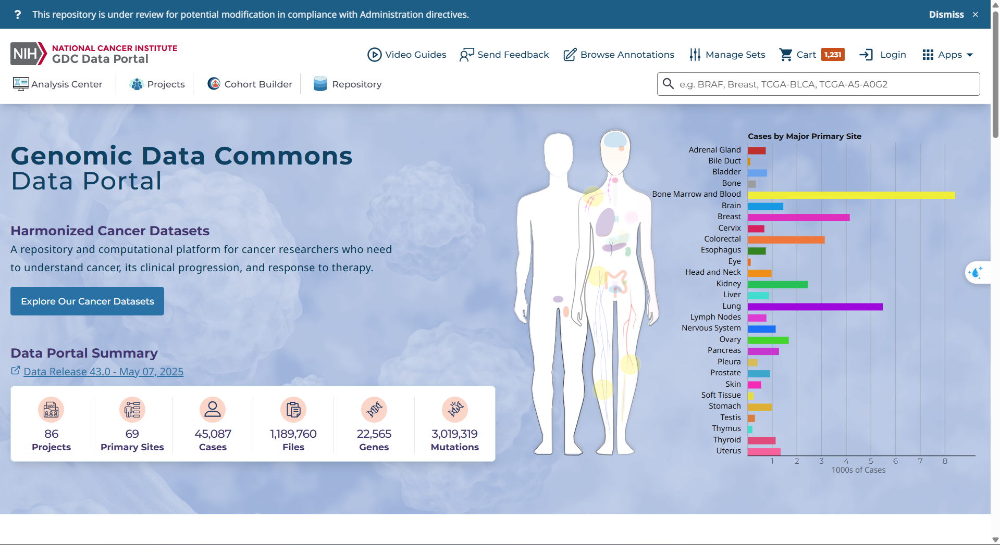 ? This repository is under review for potential modification in compliance with Administration directives.
Dismiss ×
NIH NATIONAL CANCER INSTITUTE
GDC Data Portal
Video Guides
Send Feedback
Browse Annotations
Manage Sets
Cart 1,231
Login
Apps
Analysis Center
Projects
Cohort Builder
Repository
e.g. BRAF, Breast, TCGA-BLCA, TCGA-A5-A0G2
Genomic Data Commons
Data Portal
Harmonized Cancer Datasets
A repository and computational platform for cancer researchers who need
to understand cancer, its clinical progression, and response to therapy.
Explore Our Cancer Datasets
Data Portal Summary
Data Release 43.0 - May 07, 2025
86
Projects
69
Primary Sites
45,087
Cases
1,189,760
Files
22,565
Genes
3,019,319
Mutations
Cases by Major Primary Site
Adrenal Gland
Bile Duct
Bladder
Bone
Bone Marrow and Blood
Brain
Breast
Cervix
Colorectal
Esophagus
Eye
Head and Neck
Kidney
Liver
Lung
Lymph Nodes
Nervous System
Ovary
Pancreas
Pleura
Prostate
Skin
Soft Tissue
Stomach
Testis
Thymus
Thyroid
Uterus
1 2 3 4 5 6 7 8
1000s of Cases